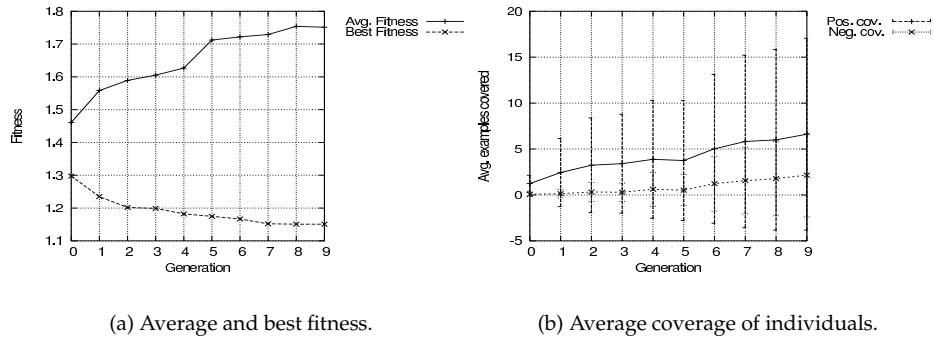 1.8
1.7
1.6
1.5
1.4
1.3
1.2
1.1
Fitness
0 1 2 3 4 5 6 7 8 9
Generation
Avg. Fitness
Best Fitness
(a) Average and best fitness.
20
15
10
5
0
-5
Avg. examples covered
0 1 2 3 4 5 6 7 8 9
Generation
Pos. cov.
Neg. cov.
(b) Average coverage of individuals.